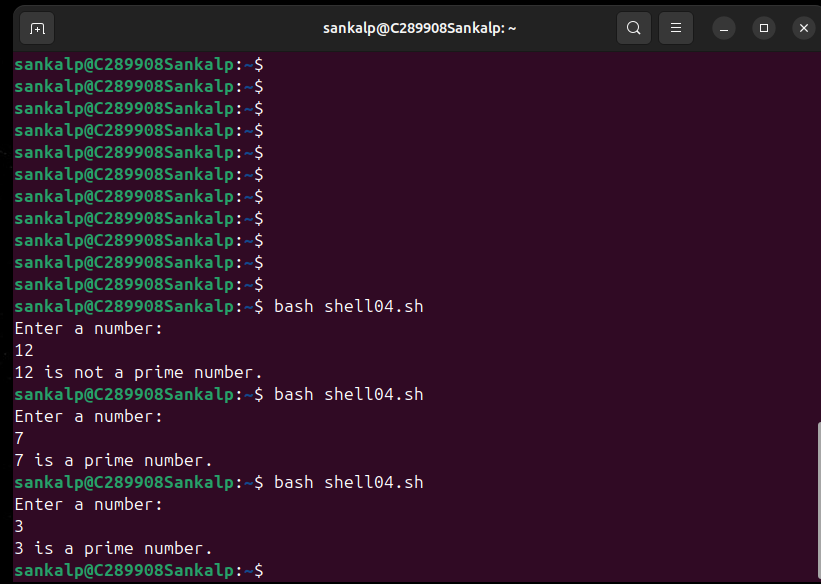 sankalp@C289908Sankalp: ~
sankalp@C289908Sankalp:~$
sankalp@C289908Sankalp:~$
sankalp@C289908Sankalp:~$
sankalp@C289908Sankalp:~$
sankalp@C289908Sankalp:~$
sankalp@C289908Sankalp:~$
sankalp@C289908Sankalp:~$
sankalp@C289908Sankalp:~$
sankalp@C289908Sankalp:~$
sankalp@C289908Sankalp:~$
sankalp@C289908Sankalp:~$
sankalp@C289908Sankalp:~$ bash shell04.sh
Enter a number:
12
12 is not a prime number.
sankalp@C289908Sankalp:~$ bash shell04.sh
Enter a number:
7
7 is a prime number.
sankalp@C289908Sankalp:~$ bash shell04.sh
Enter a number:
3
3 is a prime number.
sankalp@C289908Sankalp:~$